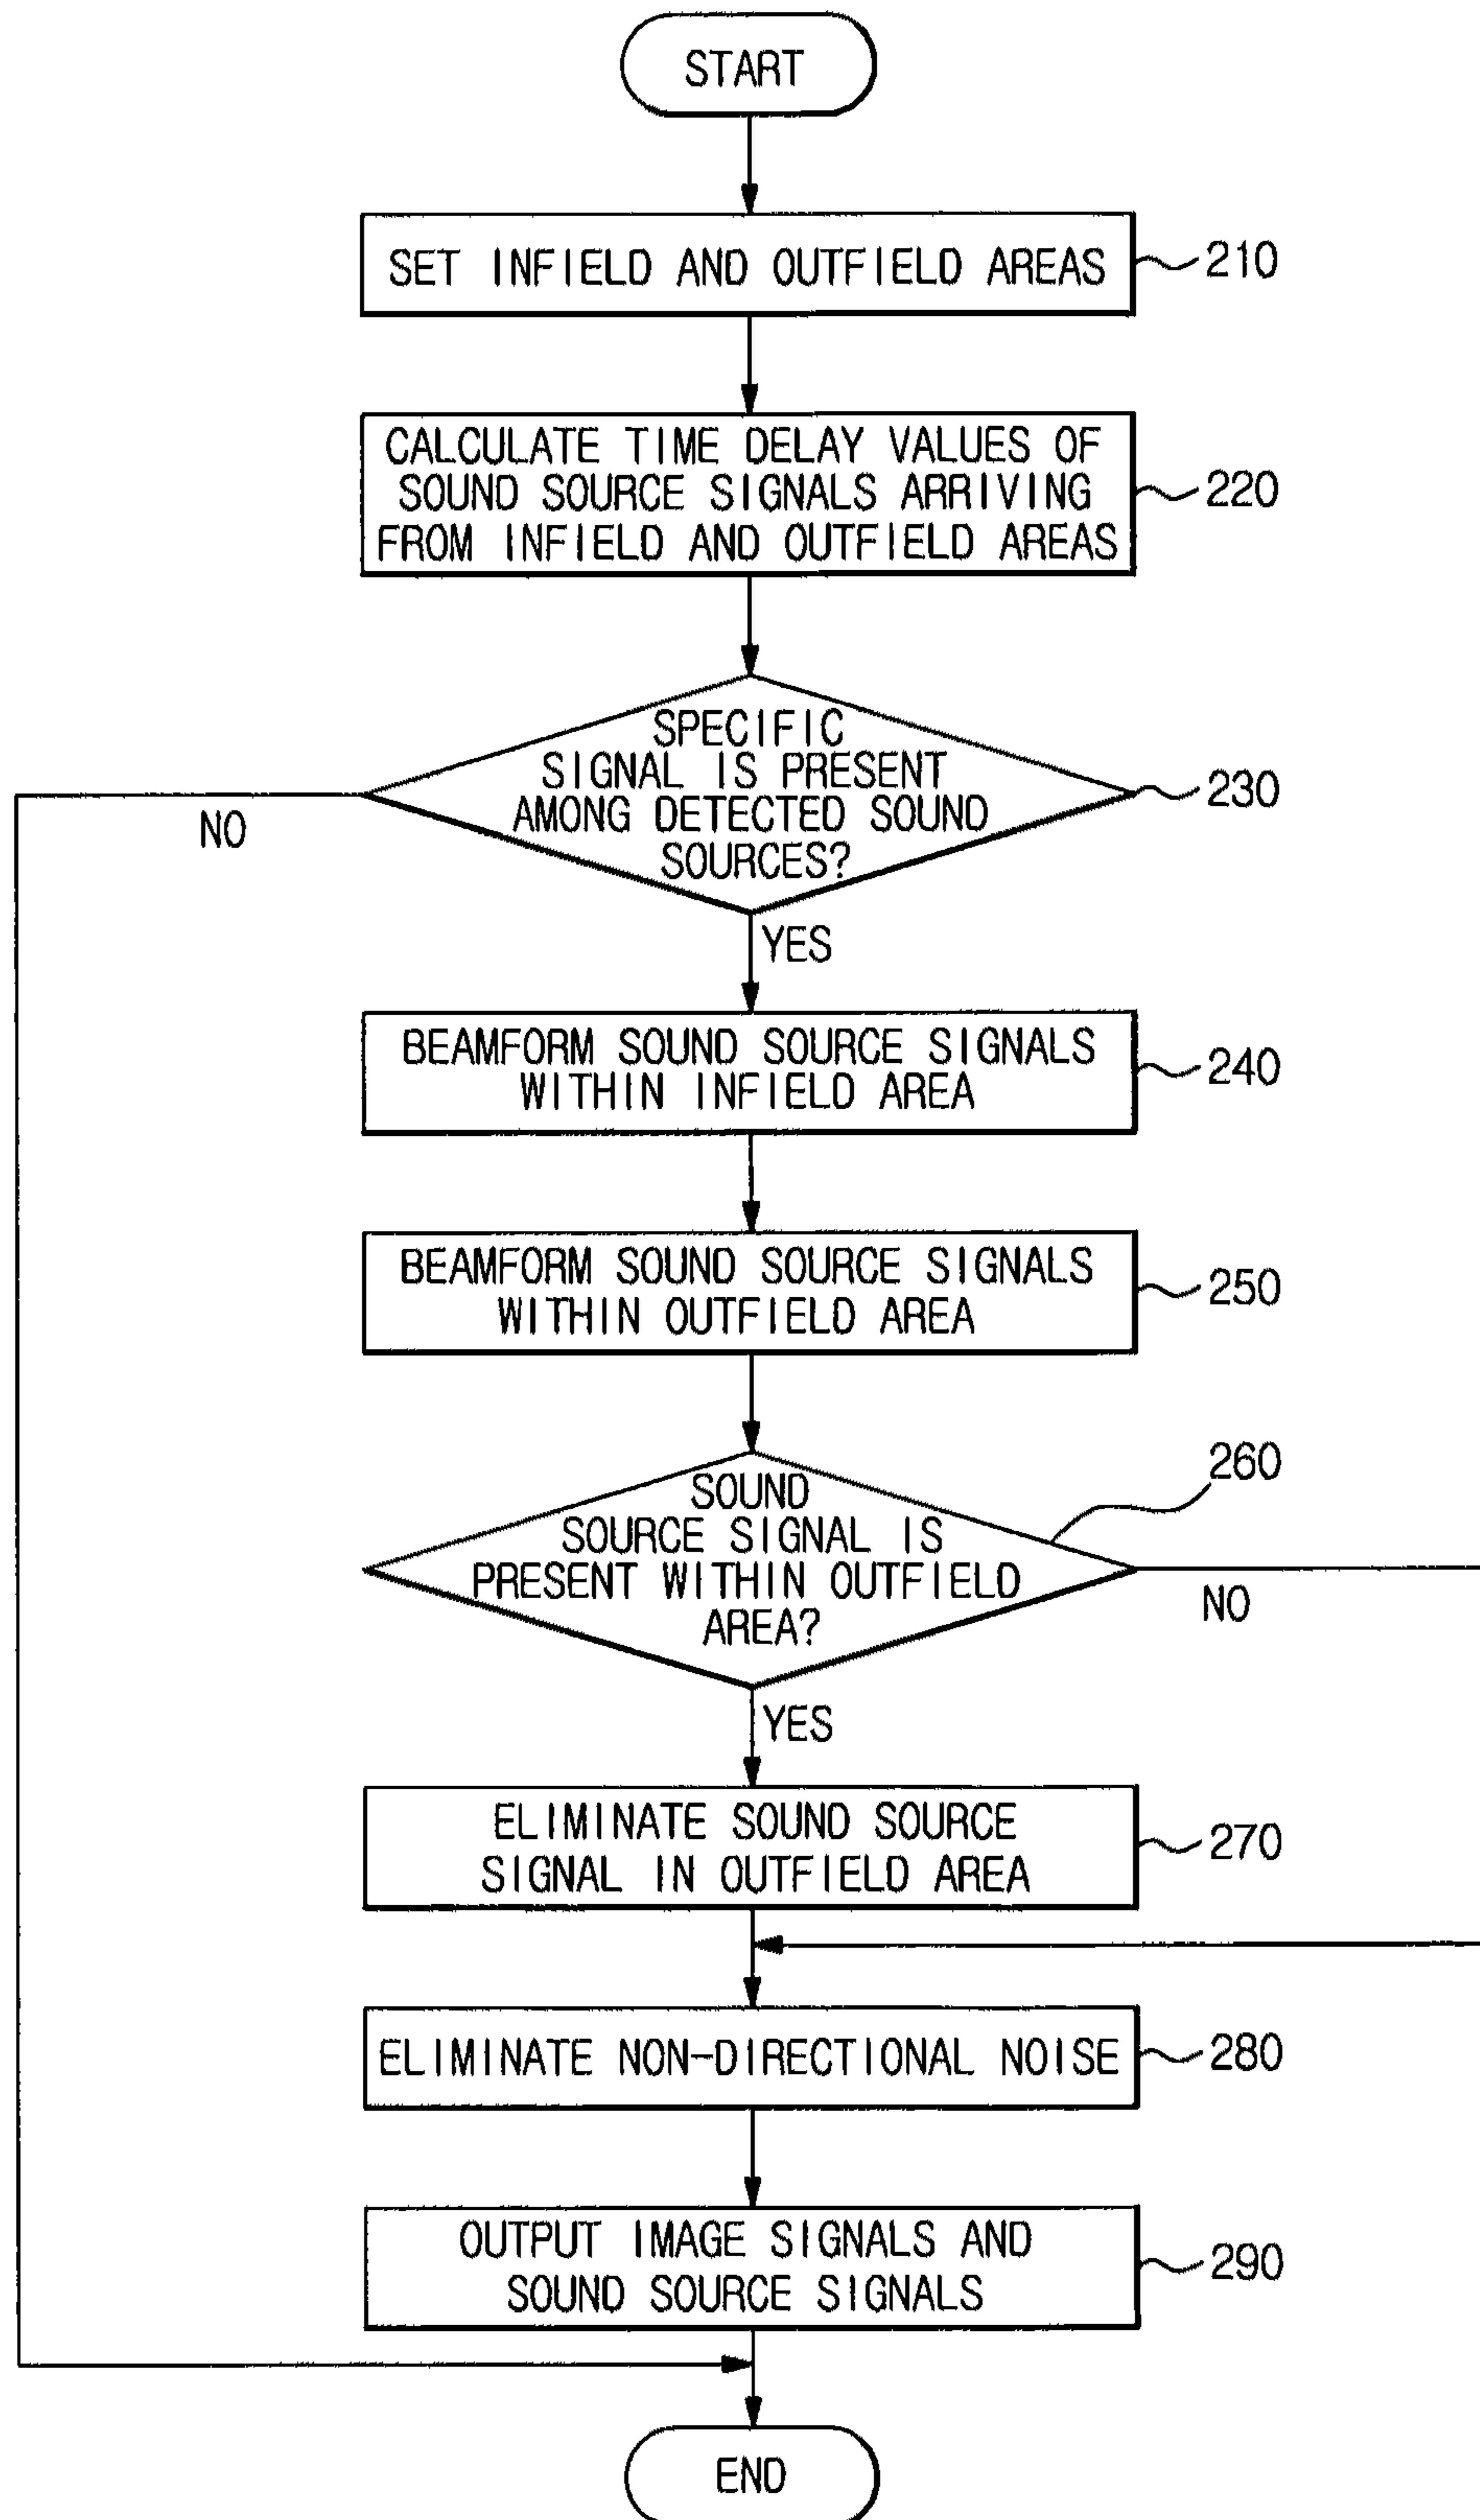 START
SET INFIELD AND OUTFIELD AREAS
210
CALCULATE TIME DELAY VALUES OF
SOUND SOURCE SIGNALS ARRIVING
FROM INFIELD AND OUTFIELD AREAS
220
SPECIFIC
SIGNAL IS PRESENT
AMONG DETECTED SOUND
SOURCES?
230
NO
YES
BEAMFORM SOUND SOURCE SIGNALS
WITHIN INFIELD AREA
240
BEAMFORM SOUND SOURCE SIGNALS
WITHIN OUTFIELD AREA
250
SOUND
SOURCE SIGNAL IS
PRESENT WITHIN OUTFIELD
AREA?
260
NO
YES
ELIMINATE SOUND SOURCE
SIGNAL IN OUTFIELD AREA
270
ELIMINATE NON-DIRECTIONAL NOISE
280
OUTPUT IMAGE SIGNALS AND
SOUND SOURCE SIGNALS
290
END